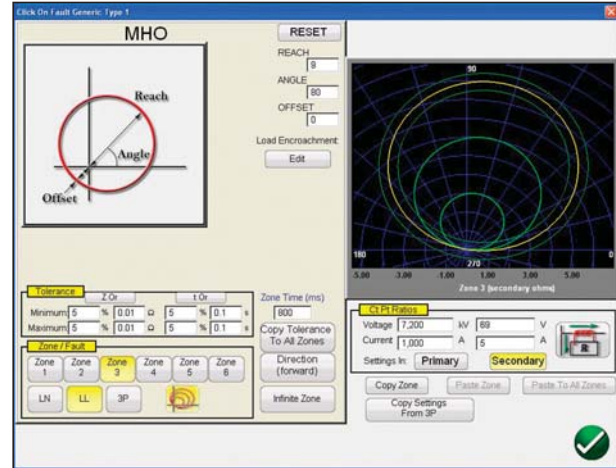 Click On Fault Generic Type 1
MHO
RESET
REACH
9
ANGLE
80
OFFSET
0
Load Encroachment
Edit
Reach
Angle
Offset
90
180
270
-5.00 -3.00 -1.00 1.00 3.00 5.00
Zone 3 (secondary ohms)
Tolerance
Z Or t Or
Minimum 5 % 0.01 Ω 5 % 0.1 s
Maximum 5 % 0.01 Ω 5 % 0.1 s
Zone Time (ms)
800
Copy Tolerance
To All Zones
Direction
(forward)
Infinite Zone
Zone / Fault
Zone 1 Zone 2 Zone 3 Zone 4 Zone 5 Zone 6
LN LL 3P
Ct Pt Ratios
Voltage 7,200 kV 69 V
Current 1,000 A 5 A
Settings In: Primary Secondary
Copy Zone Paste Zone Paste To All Zones
Copy Settings
From 3P